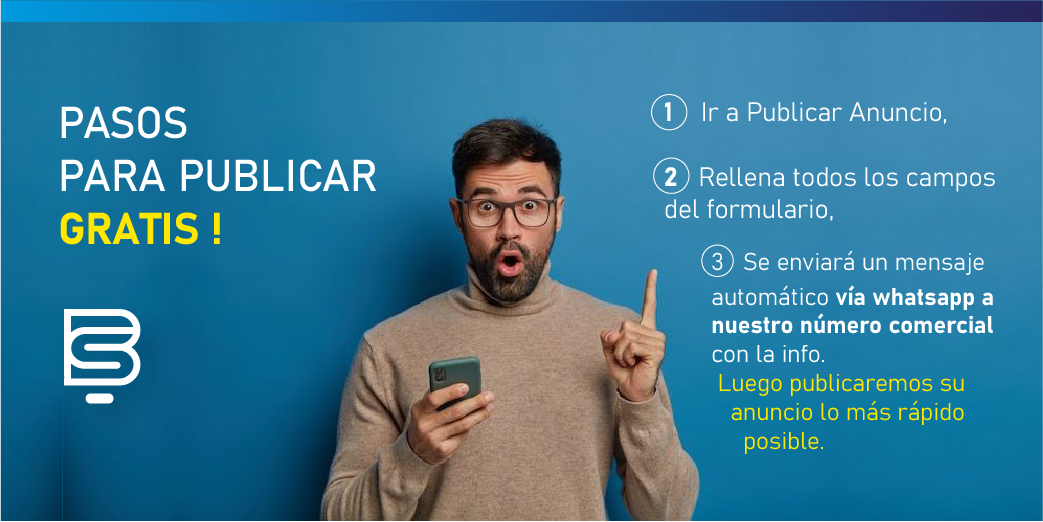 PASOS
PARA PUBLICAR
GRATIS !
1 Ir a Publicar Anuncio,
2 Rellena todos los campos
del formulario,
3 Se enviará un mensaje
automático vía whatsapp a
nuestro número comercial
con la info.
Luego publicaremos su
anuncio lo más rápido
posible.